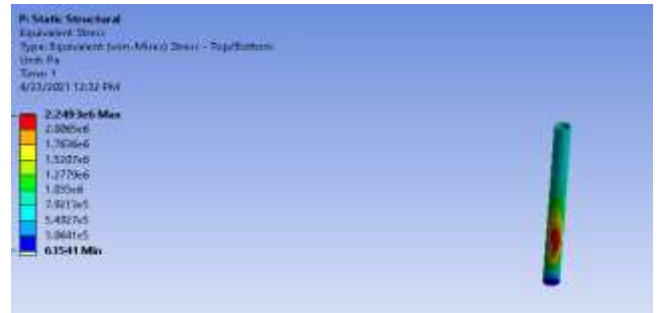 P: Static Structural
Equivalent Stress
Type: Equivalent (von-Mises) Stress - Top/Bottom
Unit: Pa
Time: 1
4/23/2021 12:32 PM
2.2493e6 Max
2.0065e6
1.7636e6
1.5207e6
1.2779e6
1.035e6
7.9213e5
5.4927e5
3.0641e5
63541 Min